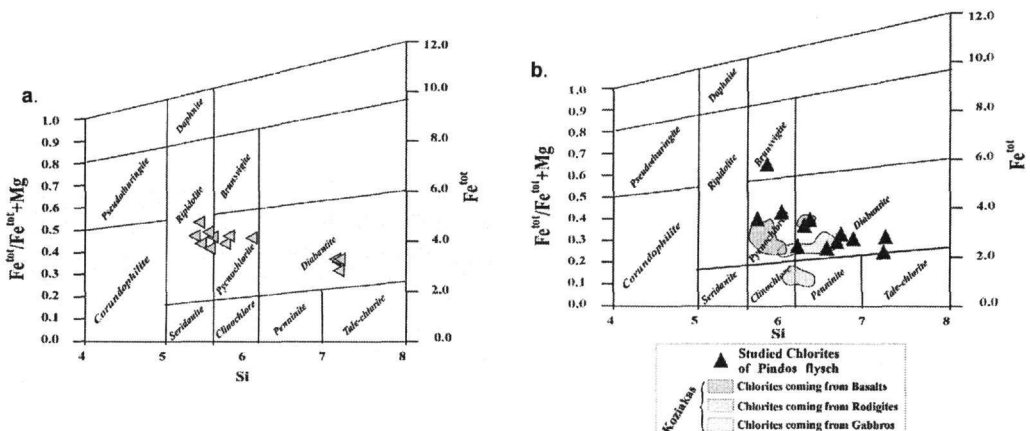 a.
Fe^tot/Fe^tot+Mg
1.0
0.9
0.8
0.7
0.6
0.5
0.4
0.3
0.2
0.1
0.0
4
5
6
7
8
Si
12.0
10.0
8.0
6.0
4.0
2.0
0.0
Fe^tot
Pseudothuringite
Corundophilite
Daphnite
Ripidolite
Brunsvigite
Pycnochlorite
Diabantite
Seridonite
Clinochlore
Penninite
Talc-chlorite
b.
Fe^tot/Fe^tot+Mg
1.0
0.9
0.8
0.7
0.6
0.5
0.4
0.3
0.2
0.1
0.0
4
5
6
7
8
Si
12.0
10.0
8.0
6.0
4.0
2.0
0.0
Fe^tot
Pseudothuringite
Corundophilite
Daphnite
Ripidolite
Brunsvigite
Diabantite
Seridonite
Penninite
Talc-chlorite
Studied Chlorites
of Pindos flysch
Koziakas
Chlorites coming from Basalts
Chlorites coming from Rodigites
Chlorites coming from Gabbros